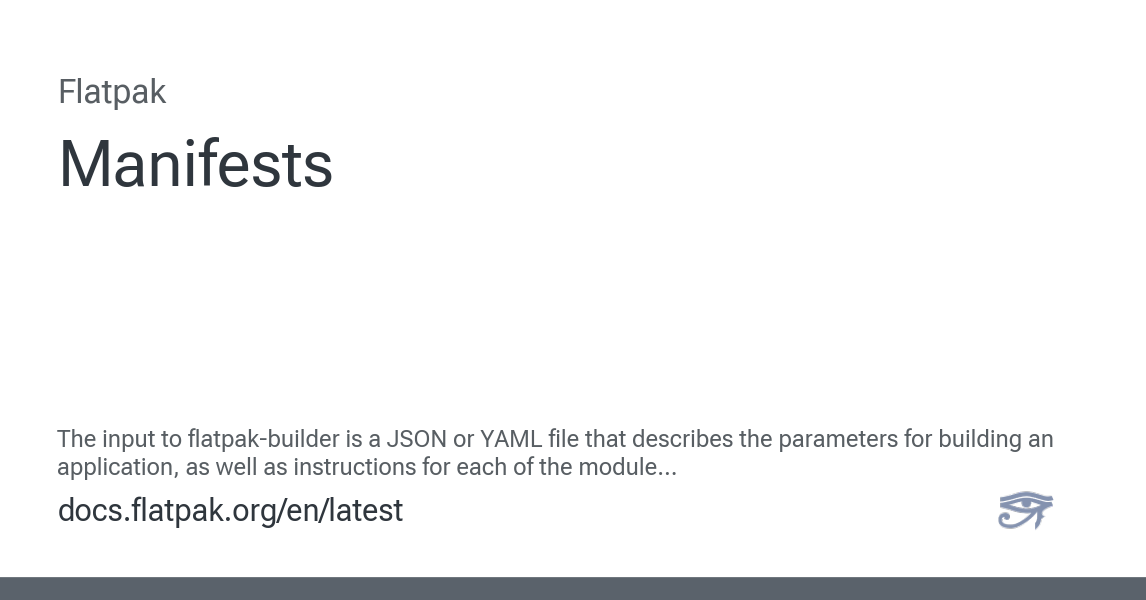 Flatpak
Manifests
The input to flatpak-builder is a JSON or YAML file that describes the parameters for building an
application, as well as instructions for each of the module...
docs.flatpak.org/en/latest